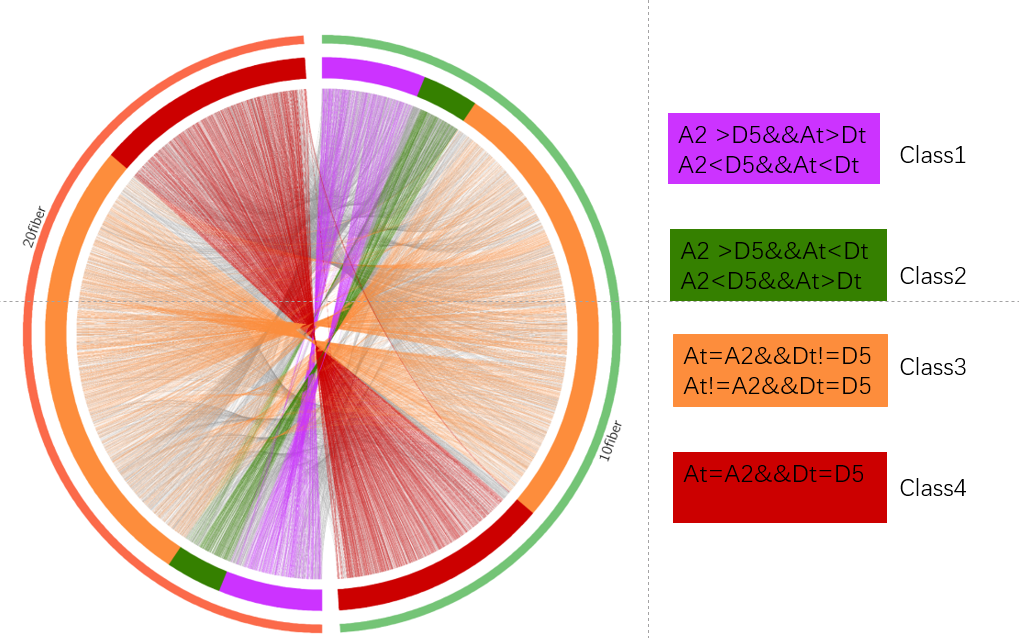 20fiber
10fiber
A2 >D5&&At>Dt
A2<D5&&At<Dt
Class1
A2 >D5&&At<Dt
A2<D5&&At>Dt
Class2
At=A2&&Dt!=D5
At!=A2&&Dt=D5
Class3
At=A2&&Dt=D5
Class4